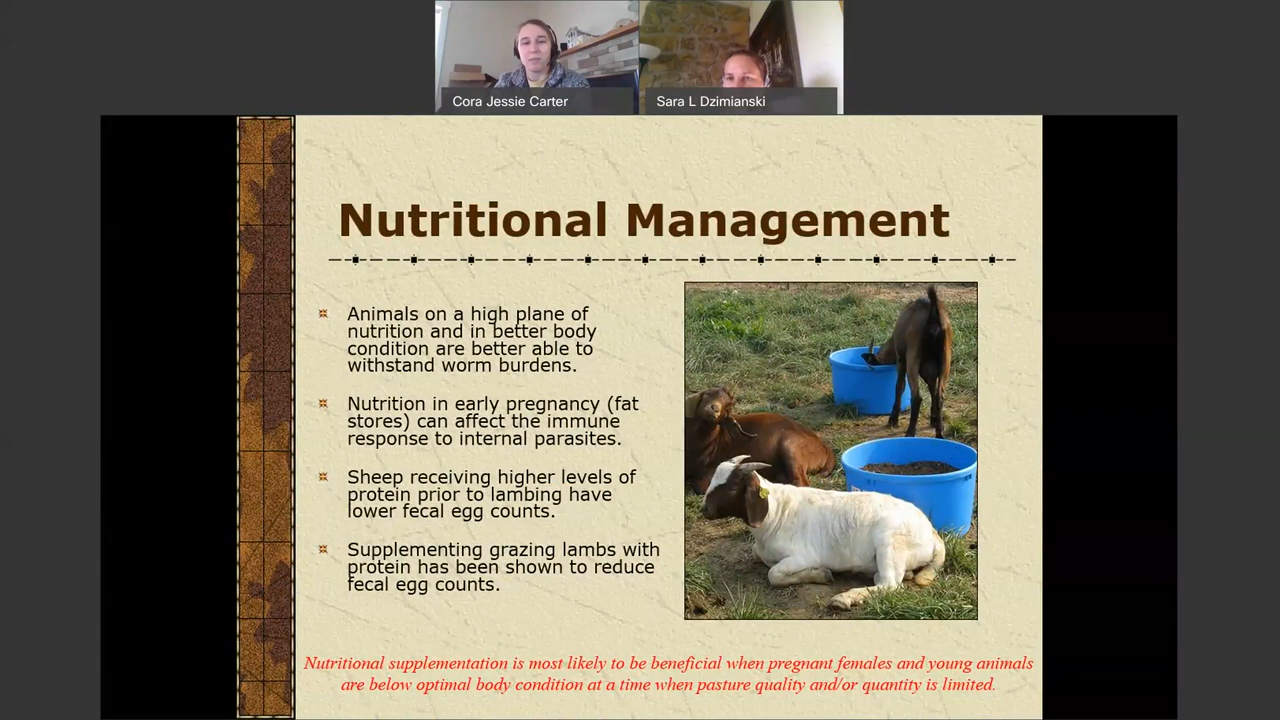 Cora Jessie Carter
Sara L Dzimianski
Nutritional Management
Animals on a high plane of
nutrition and in better body
condition are better able to
withstand worm burdens.
Nutrition in early pregnancy (fat
stores) can affect the immune
response to internal parasites.
Sheep receiving higher levels of
protein prior to lambing have
lower fecal egg counts.
Supplementing grazing lambs with
protein has been shown to reduce
fecal egg counts.
Nutritional supplementation is most likely to be beneficial when pregnant females and young animals
are below optimal body condition at a time when pasture quality and/or quantity is limited.